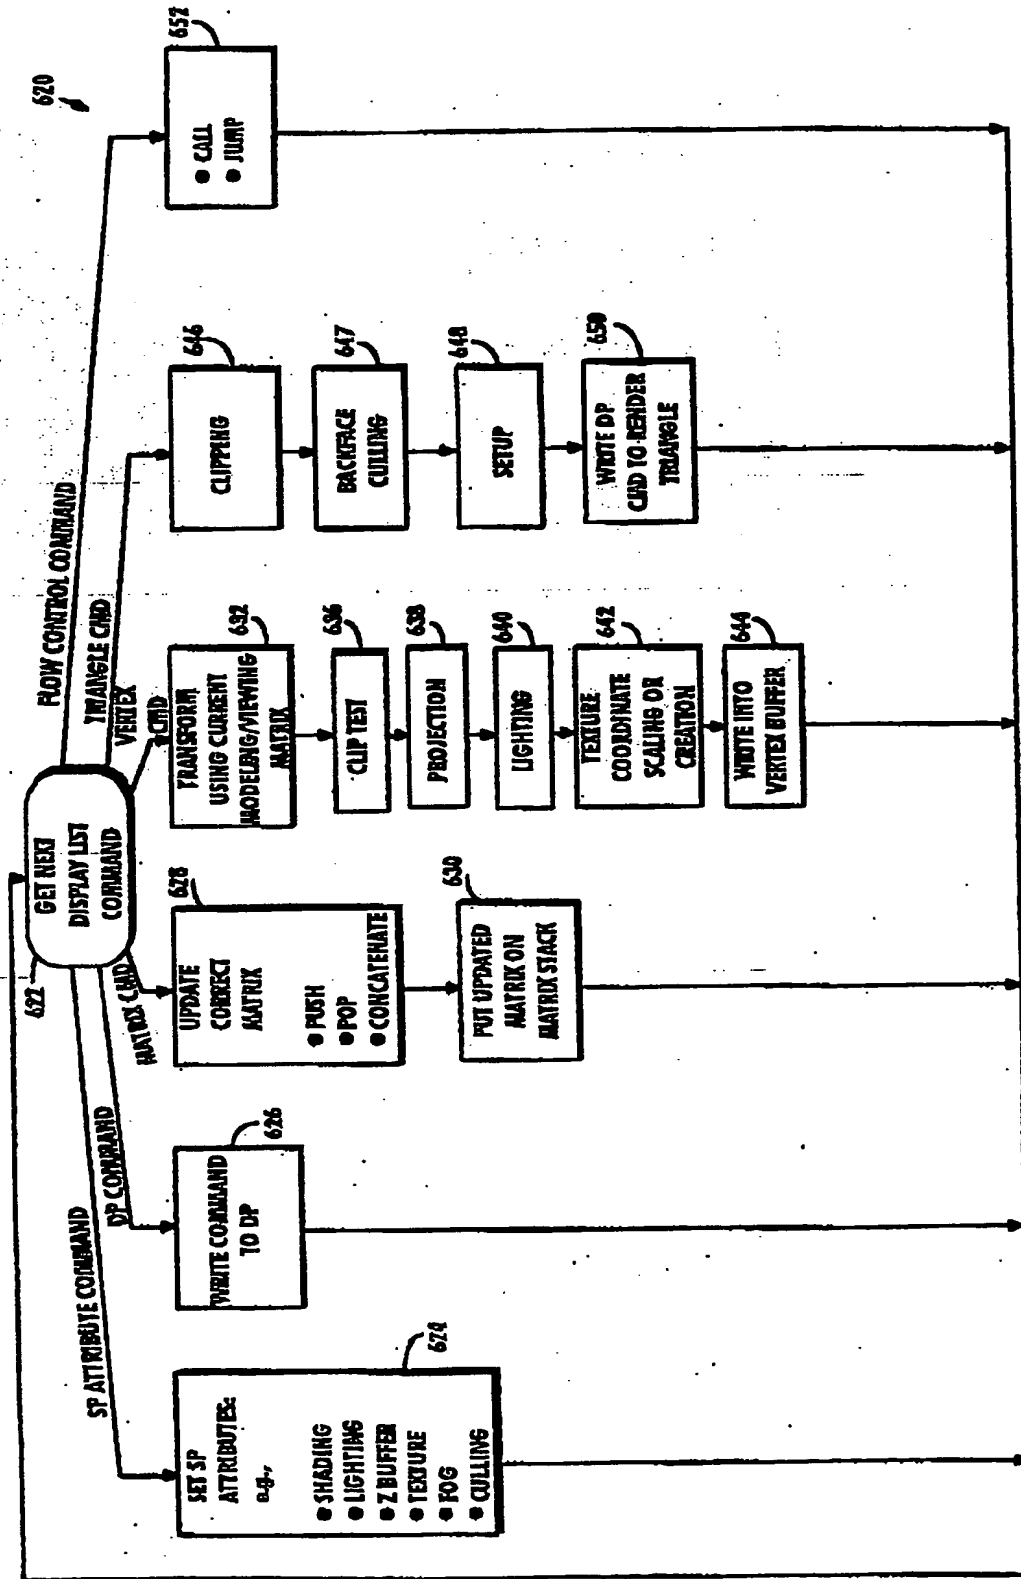 620
GET NEXT
DISPLAY LIST
COMMAND
622
SP ATTRIBUTE COMMAND
DP COMMAND
MATRIX CMD
VERTEX
CMD
TRIANGLE CMD
FLOW CONTROL COMMAND
SET SP
ATTRIBUTES:
e.g.,
● SHADING
● LIGHTING
● Z BUFFER
● TEXTURE
● FOG
● CULLING
624
WRITE COMMAND
TO DP
626
UPDATE
CORRECT
MATRIX
● PUSH
● POP
● CONCATENATE
628
PUT UPDATED
MATRIX ON
MATRIX STACK
630
TRANSFORM
USING CURRENT
MODELING/VIEWING
MATRIX
632
CLIP TEST
636
PROJECTION
638
LIGHTING
640
TEXTURE
COORDINATE
SCALING OR
CREATION
642
WRITE INTO
VERTEX BUFFER
644
CLIPPING
646
BACKFACE
CULLING
647
SETUP
648
WRITE DP
CMD TO RENDER
TRIANGLE
650
● CALL
● JUMP
652